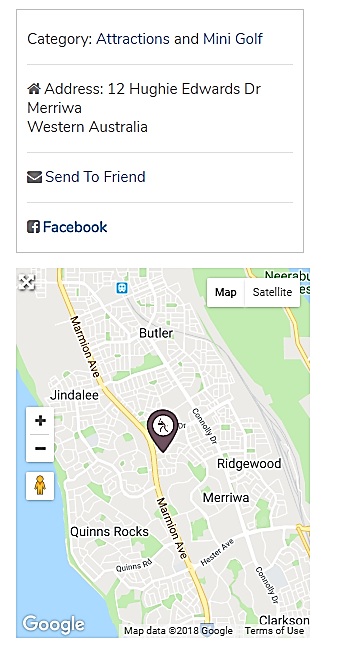 Category: Attractions and Mini Golf
Address: 12 Hughie Edwards Dr
Merriwa
Western Australia
Send To Friend
Facebook
Map
Satellite
Butler
Marmion Ave
Jindalee
Connolly Dr
Dr
Ridgewood
Merriwa
Quinns Rocks
Marmion Ave
Hester Ave
Quinns Rd
Connolly Dr
Clarkson
Google
Map data ©2018 Google
Terms of Use